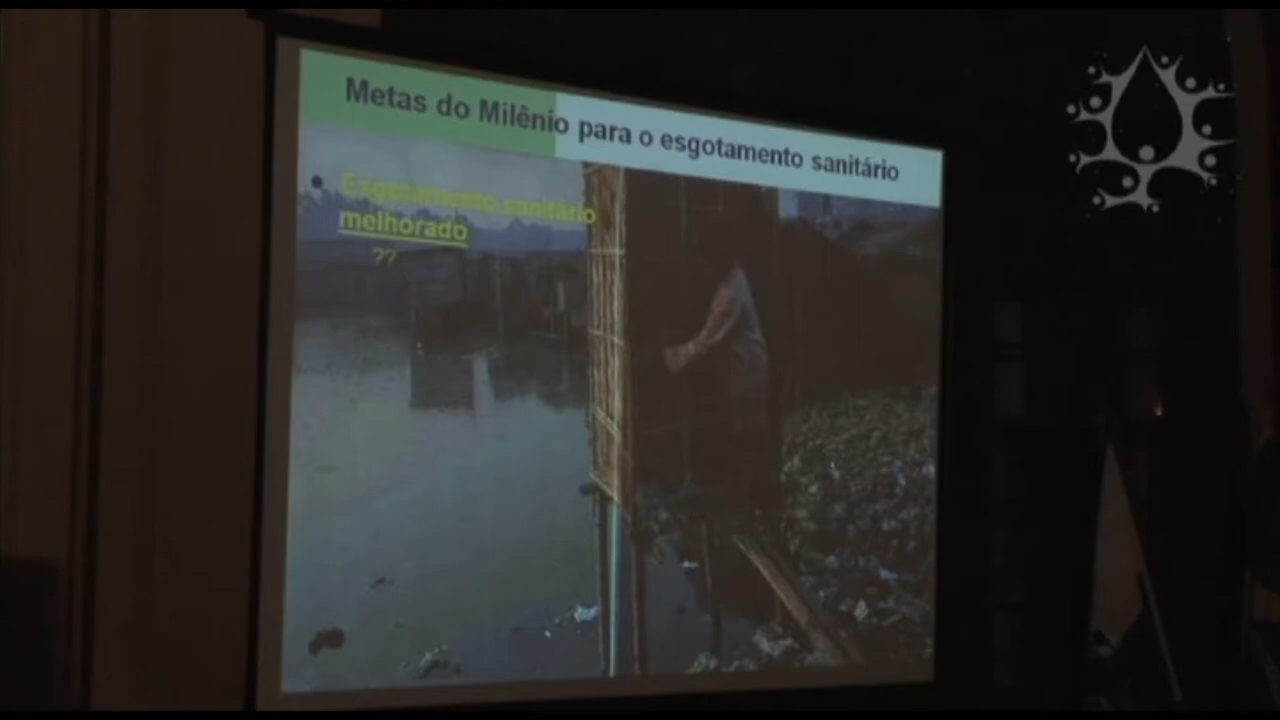 Metas do Milênio para o esgotamento sanitário
• Esgotamento sanitário
melhorado
??